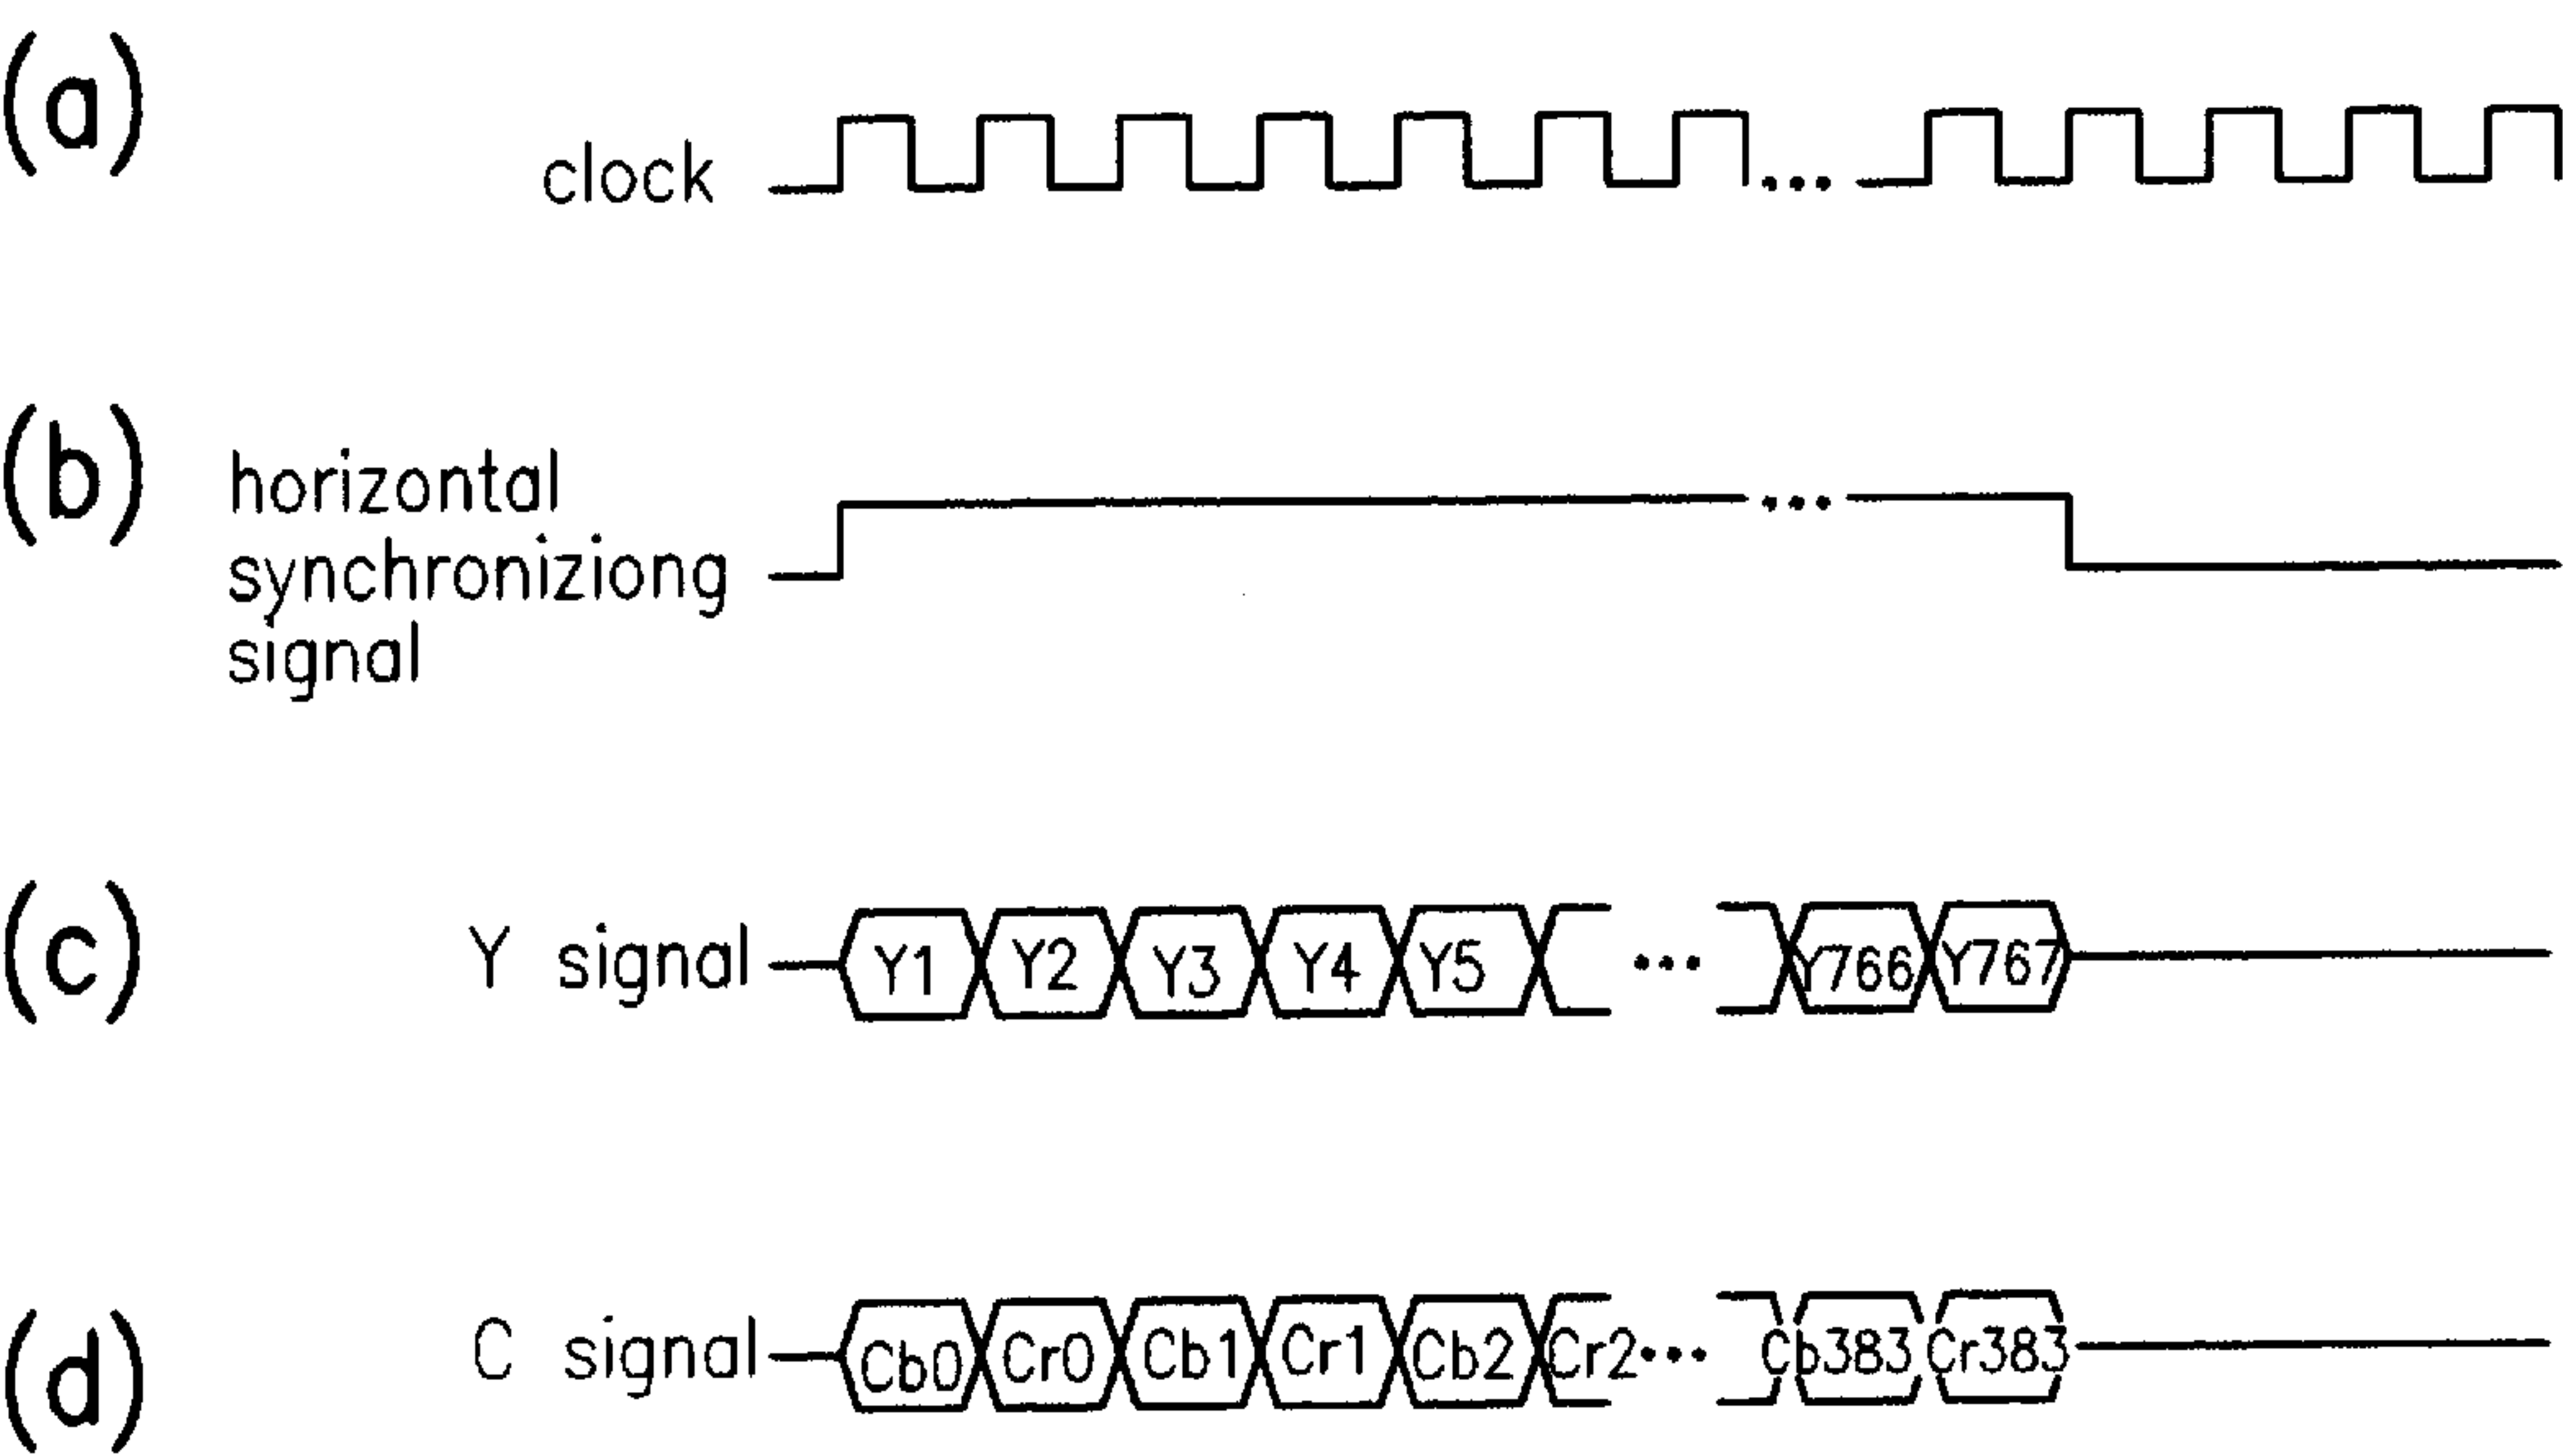 (a)
clock
...
(b)
horizontal
synchroniziong
signal
...
(c)
Y signal
Y1 Y2 Y3 Y4 Y5 ... Y766 Y767
(d)
C signal
Cb0 Cr0 Cb1 Cr1 Cb2 Cr2... Cb383 Cr383